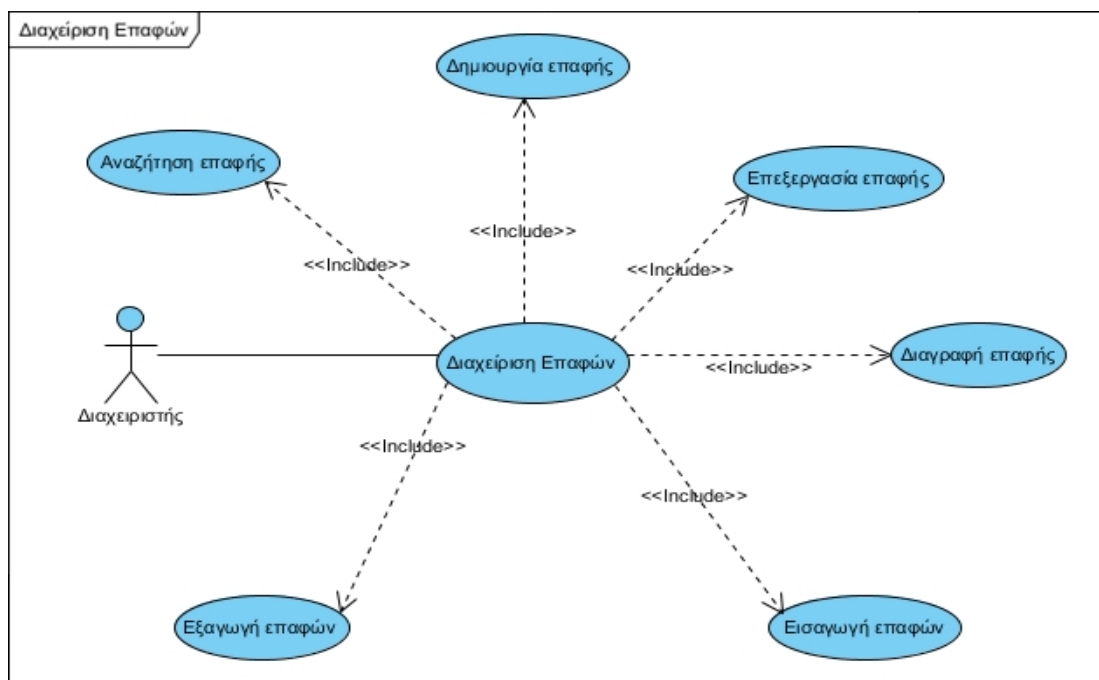 Διαχείριση Επαφών
Δημιουργία επαφής
Αναζήτηση επαφής
Επεξεργασία επαφής
<<Include>>
<<Include>>
<<Include>>
Διαχείριση Επαφών
Διαγραφή επαφής
<<Include>>
Διαχειριστής
<<Include>>
<<Include>>
Εξαγωγή επαφών
Εισαγωγή επαφών